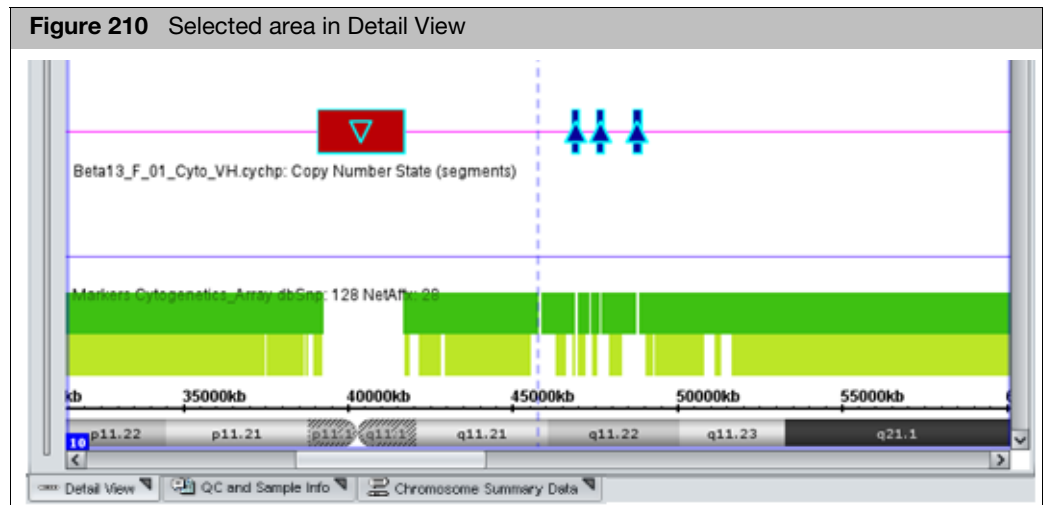 Figure 210 Selected area in Detail View
Beta13_F_01_Cyto_VH.cychp: Copy Number State (segments)
Markers Cytogenetics_Array dbSnp: 128 NetAffx: 28
kb 35000kb 40000kb 45000kb 50000kb 55000kb 6
10 p11.22 p11.21 p11.1 q11.1 q11.21 q11.22 q11.23 q21.1
Detail View QC and Sample Info Chromosome Summary Data